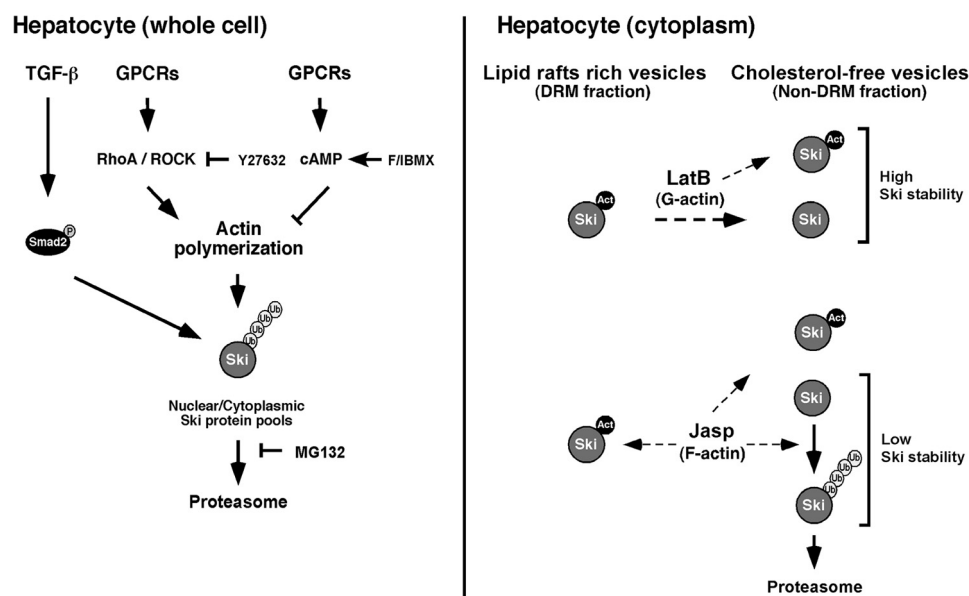 Hepatocyte (whole cell)
TGF-β
GPCRs
GPCRs
RhoA / ROCK
Y27632
cAMP
F/IBMX
Smad2
P
Actin
polymerization
Ub
Ub
Ub
Ub
Ski
Nuclear/Cytoplasmic
Ski protein pools
MG132
Proteasome
Hepatocyte (cytoplasm)
Lipid rafts rich vesicles
(DRM fraction)
Cholesterol-free vesicles
(Non-DRM fraction)
Ski
Act
LatB
(G-actin)
Ski
Act
Ski
High
Ski stability
Ski
Act
Ski
Ski
Act
Jasp
(F-actin)
Low
Ski stability
Ub
Ub
Ub
Ub
Ski
Proteasome